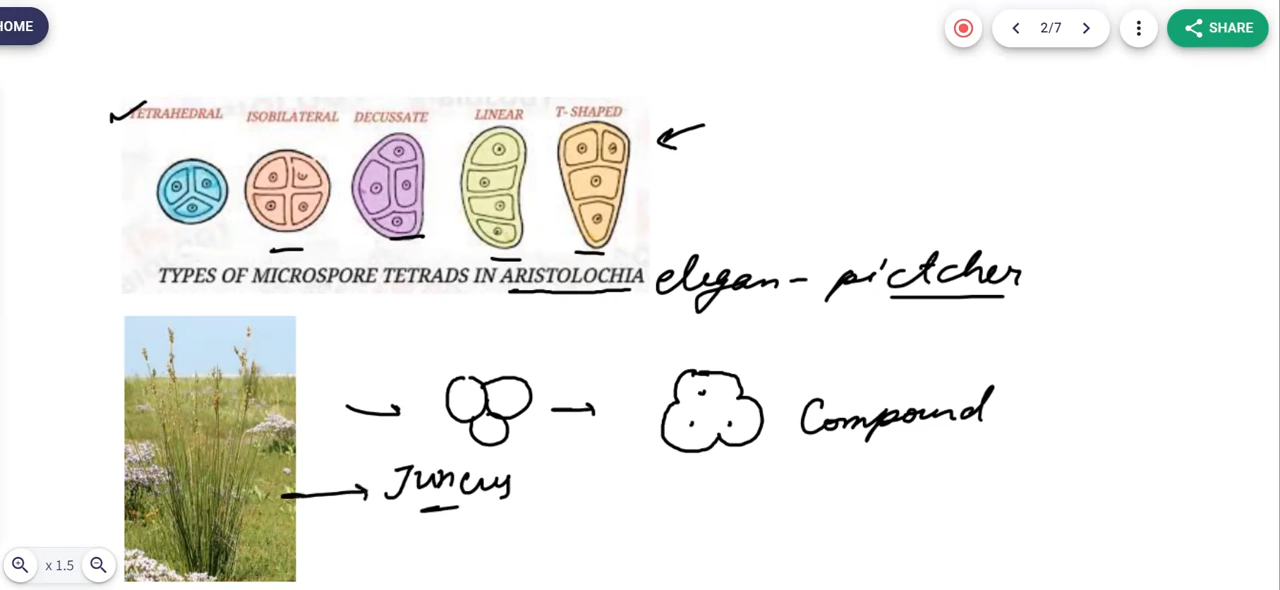 HOME
2/7
SHARE
TETRAHEDRAL ISOBILATERAL DECUSSATE LINEAR T- SHAPED
TYPES OF MICROSPORE TETRADS IN ARISTOLOCHIA
elegan - pictcher
Compound
Juncus
x 1.5